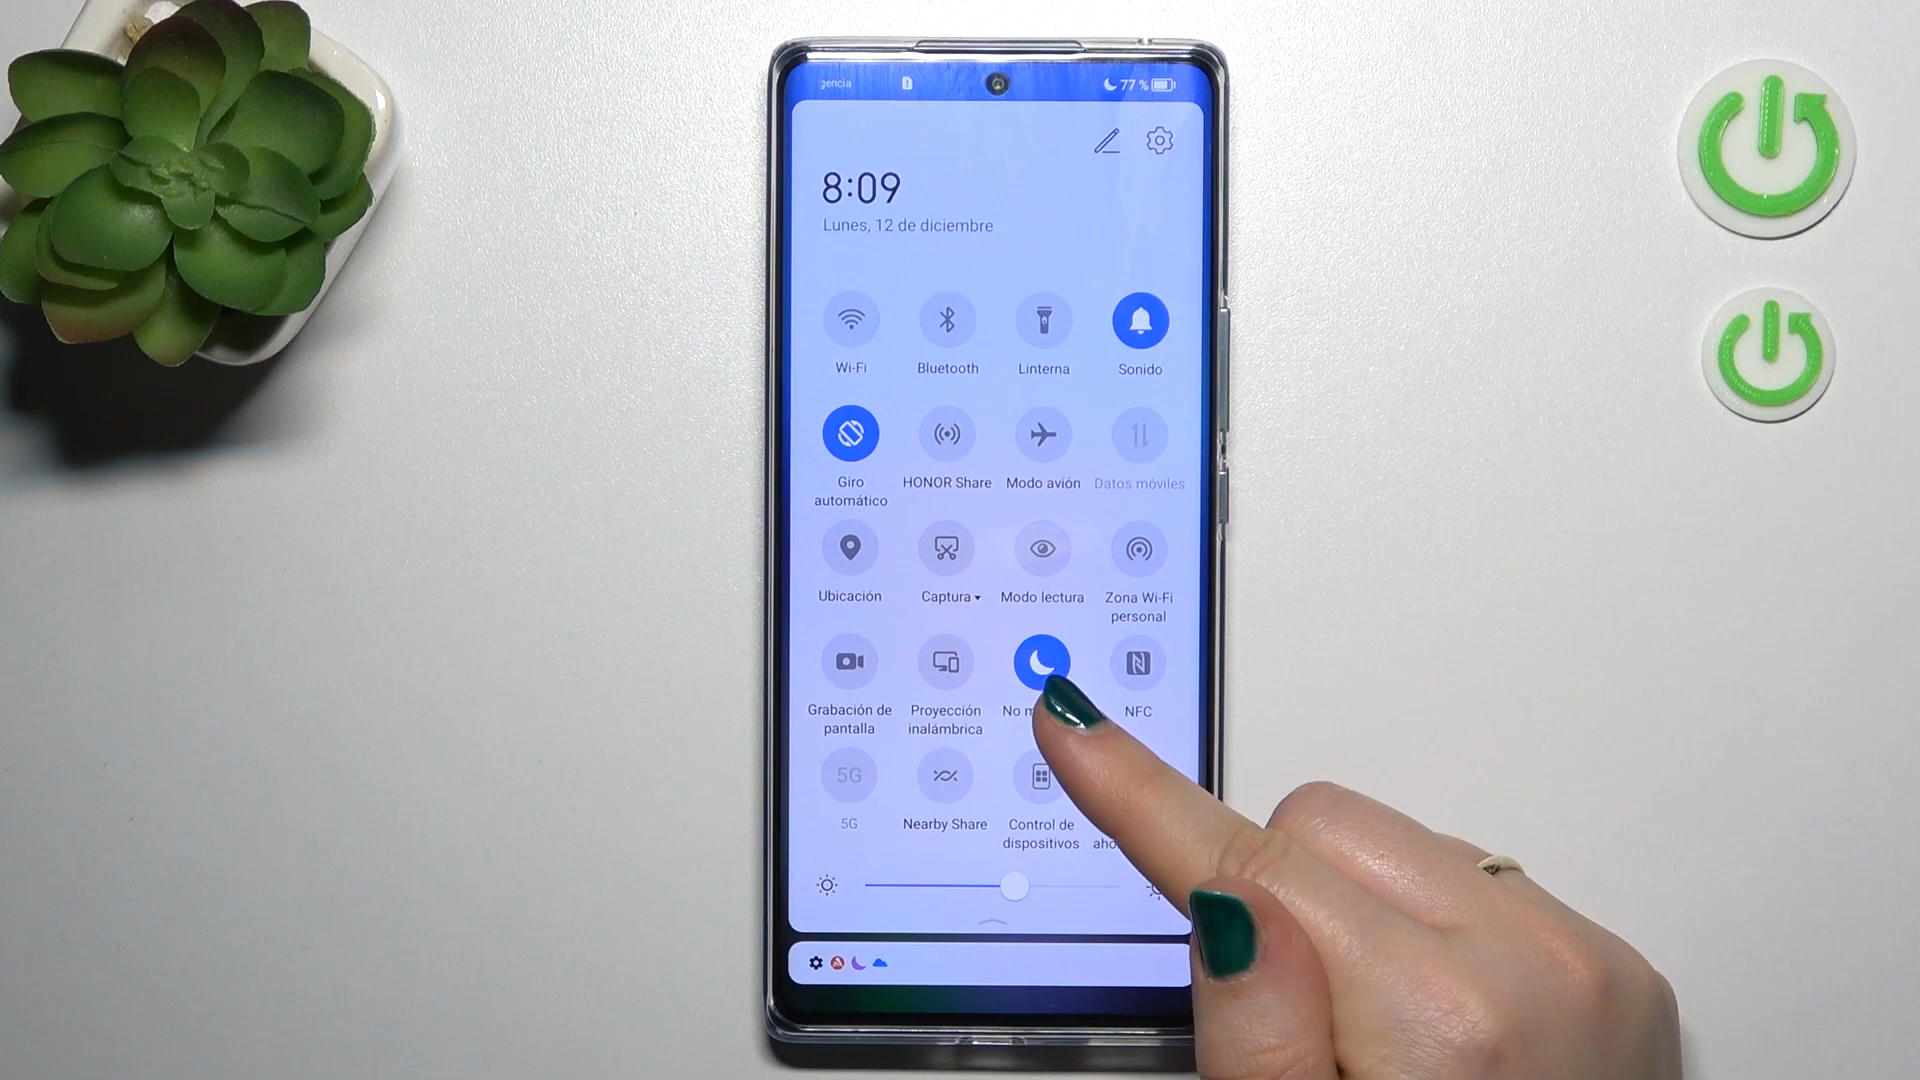 gencia
77 %
8:09
Lunes, 12 de diciembre
Wi-Fi
Bluetooth
Linterna
Sonido
Giro
automático
HONOR Share
Modo avión
Datos móviles
Ubicación
Captura
Modo lectura
Zona Wi-Fi
personal
Grabación de
pantalla
Proyección
inalámbrica
No
NFC
5G
5G
Nearby Share
Control de
dispositivos